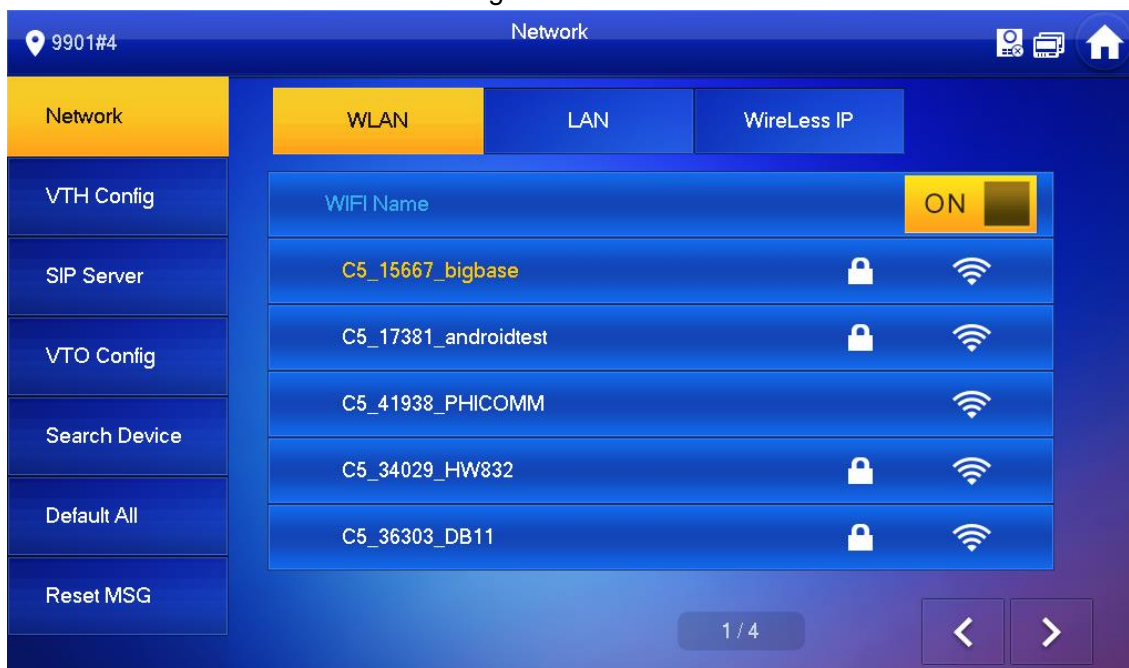 9901#4
Network
Network
WLAN
LAN
WireLess IP
VTH Config
WIFI Name
ON
SIP Server
C5_15667_bigbase
VTO Config
C5_17381_androidtest
C5_41938_PHICOMM
Search Device
C5_34029_HW832
Default All
C5_36303_DB11
Reset MSG
1 / 4